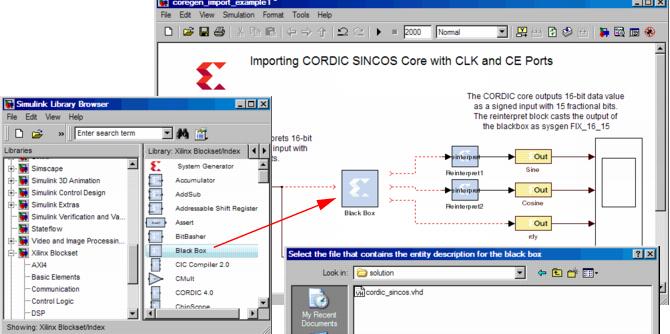 coregen_import_example1 *
File Edit View Simulation Format Tools Help
2000 Normal
Importing CORDIC SINCOS Core with CLK and CE Ports
The CORDIC core outputs 16-bit data value
as a signed input with 15 fractional bits.
The reinterpret block casts the output of
the blackbox as sysgen FIX_16_15
prets 16-bit
input with
ts.
Black Box
reinterpret
Reinterpret1
Out
Sine
reinterpret
Reinterpret2
Out
Cosine
Out
rdy
Simulink Library Browser
File Edit View Help
» Enter search term
Libraries
Simscape
Simulink 3D Animation
Simulink Control Design
Simulink Extras
Simulink Verification and Va...
Stateflow
Video and Image Processin...
Xilinx Blockset
AXI4
Basic Elements
Communication
Control Logic
DSP
Library: Xilinx Blockset/Index
System Generator
Accumulator
AddSub
Addressable Shift Register
Assert
BitBasher
Black Box
CIC Compiler 2.0
CMult
CORDIC 4.0
ChipScope
Showing: Xilinx Blockset/Index
Select the file that contains the entity description for the black box
Look in: solution
My Recent
Documents
cordic_sincos.vhd